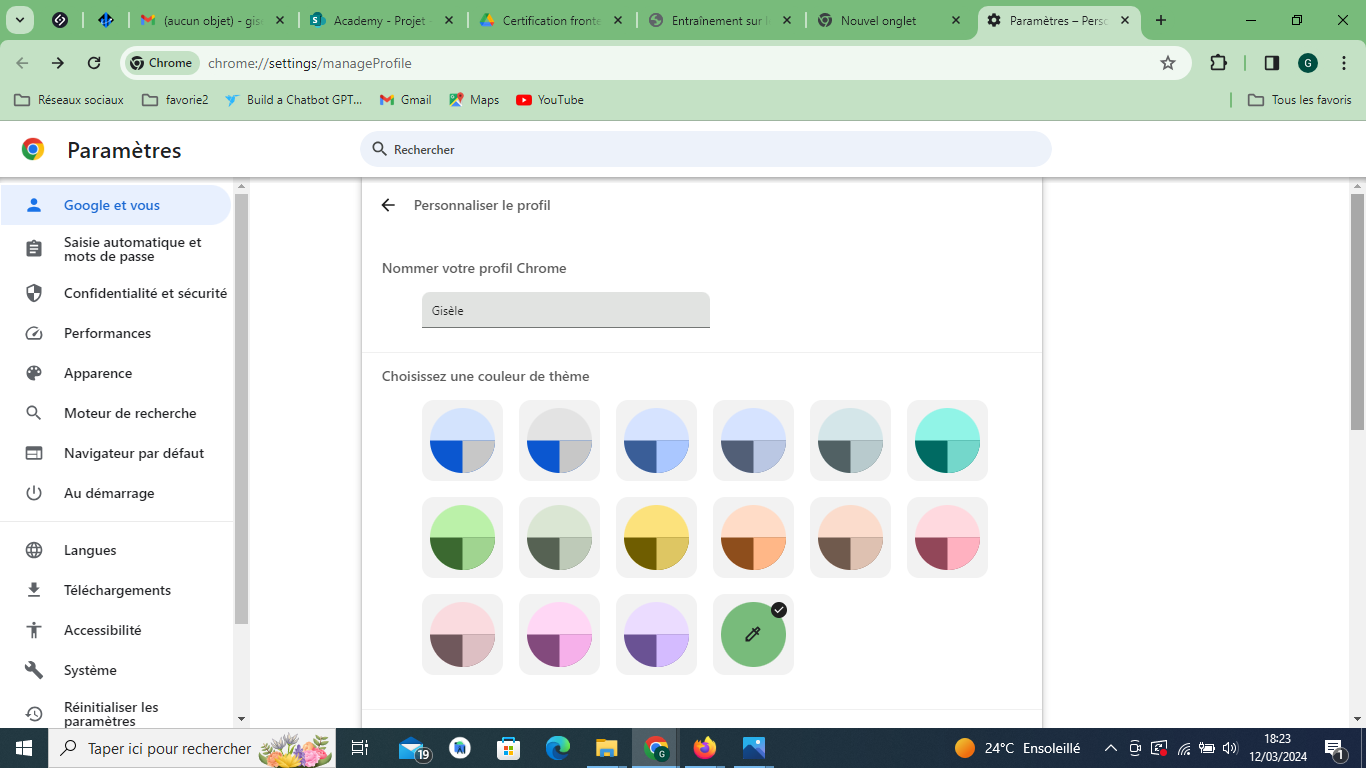 (aucun objet) - gis
Academy - Projet
Certification fronte
Entraînement sur l
Nouvel onglet
Paramètres – Perso
Chrome
chrome://settings/manageProfile
G
Réseaux sociaux
favorie2
Build a Chatbot GPT...
Gmail
Maps
YouTube
Tous les favoris
Paramètres
Rechercher
Google et vous
Saisie automatique et
mots de passe
Confidentialité et sécurité
Performances
Apparence
Moteur de recherche
Navigateur par défaut
Au démarrage
Langues
Téléchargements
Accessibilité
Système
Réinitialiser les
paramètres
Personnaliser le profil
Nommer votre profil Chrome
Gisèle
Choisissez une couleur de thème
Taper ici pour rechercher
19
G
24°C Ensoleillé
18:23
12/03/2024
1